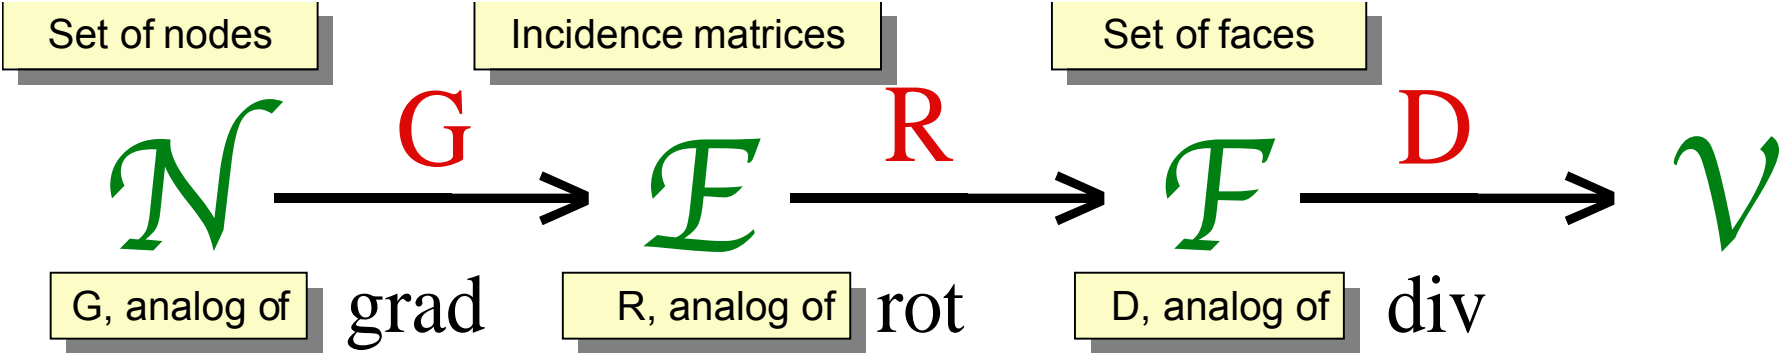 Set of nodes Incidence matrices Set of faces
G R D
N E F V
G, analog of grad R, analog of rot D, analog of div